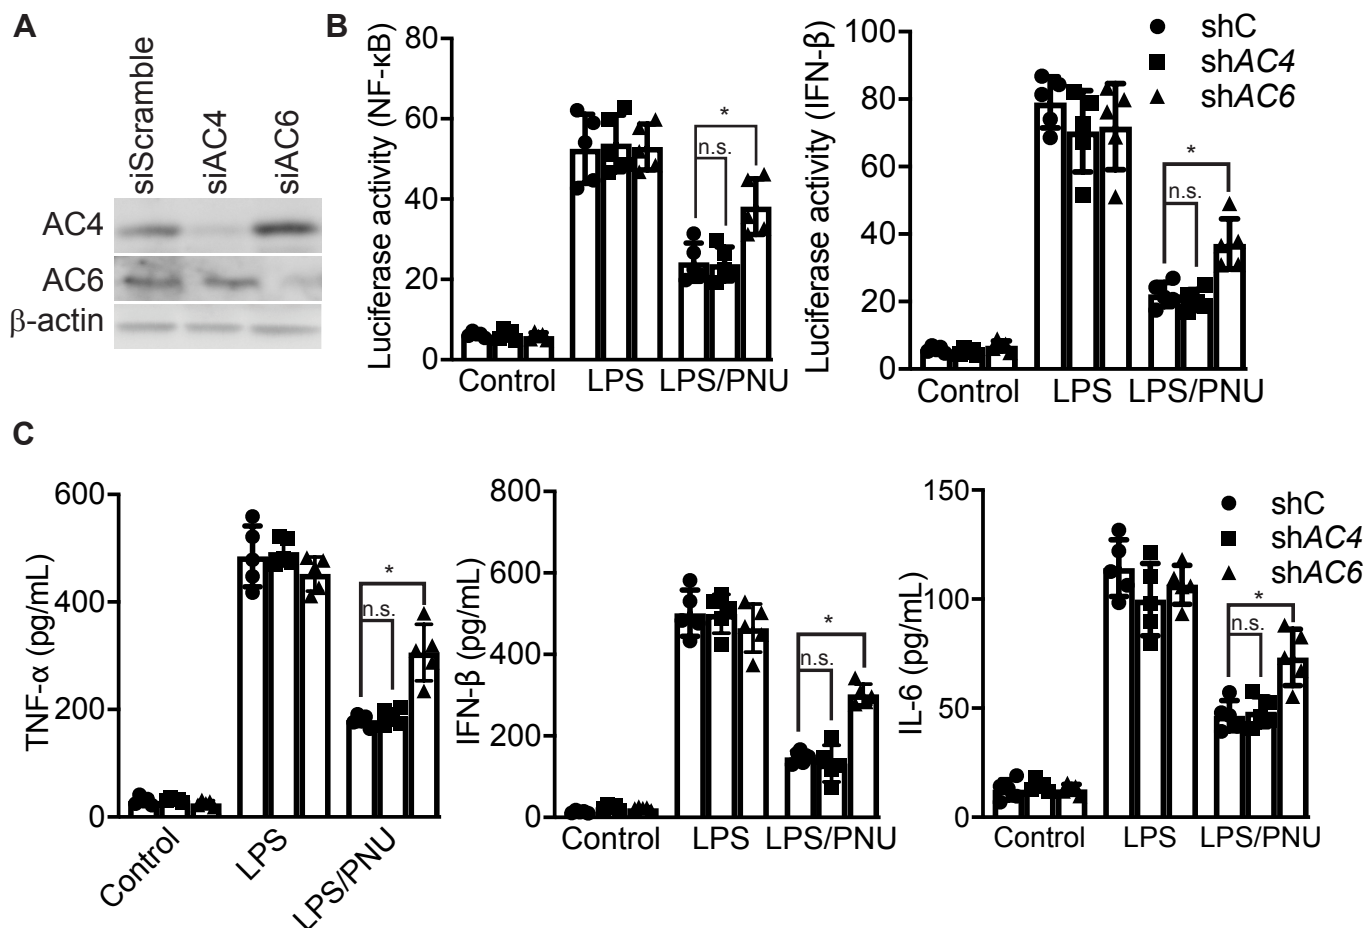 A
siScramble
siAC4
siAC6
AC4
AC6
β-actin
B
Luciferase activity (NF-κB)
80
60
40
20
0
*
n.s.
Control
LPS
LPS/PNU
Luciferase activity (IFN-β)
100
80
60
40
20
0
*
n.s.
Control
LPS
LPS/PNU
shC
shAC4
shAC6
C
TNF-α (pg/mL)
600
400
200
0
*
n.s.
Control
LPS
LPS/PNU
IFN-β (pg/mL)
800
600
400
200
0
*
n.s.
Control
LPS
LPS/PNU
IL-6 (pg/mL)
150
100
50
0
*
n.s.
Control
LPS
LPS/PNU
shC
shAC4
shAC6